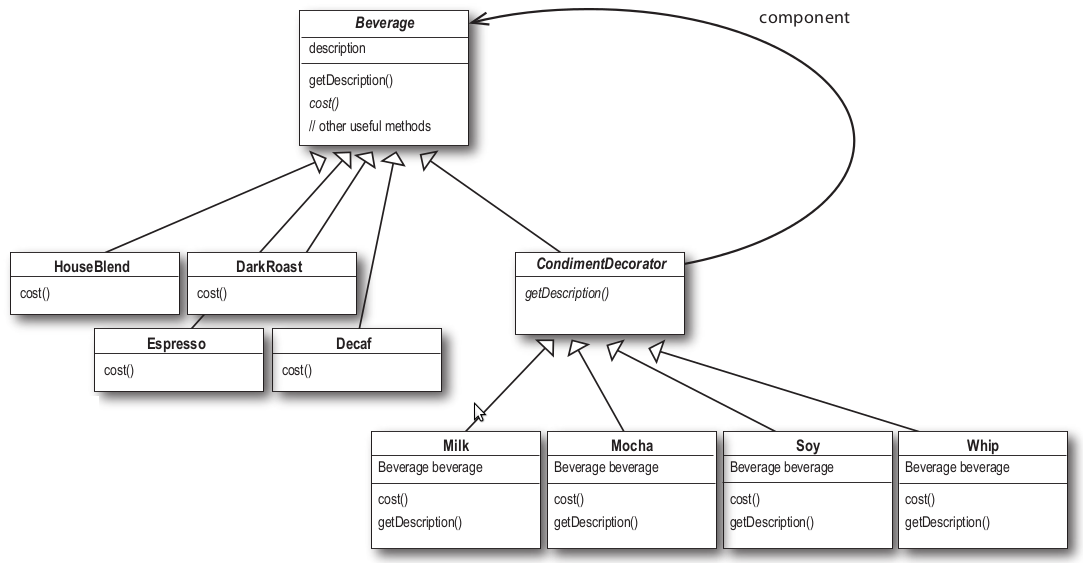 component
Beverage
description
getDescription()
cost()
// other useful methods
HouseBlend
cost()
DarkRoast
cost()
CondimentDecorator
getDescription()
Espresso
cost()
Decaf
cost()
Milk
Beverage beverage
cost()
getDescription()
Mocha
Beverage beverage
cost()
getDescription()
Soy
Beverage beverage
cost()
getDescription()
Whip
Beverage beverage
cost()
getDescription()